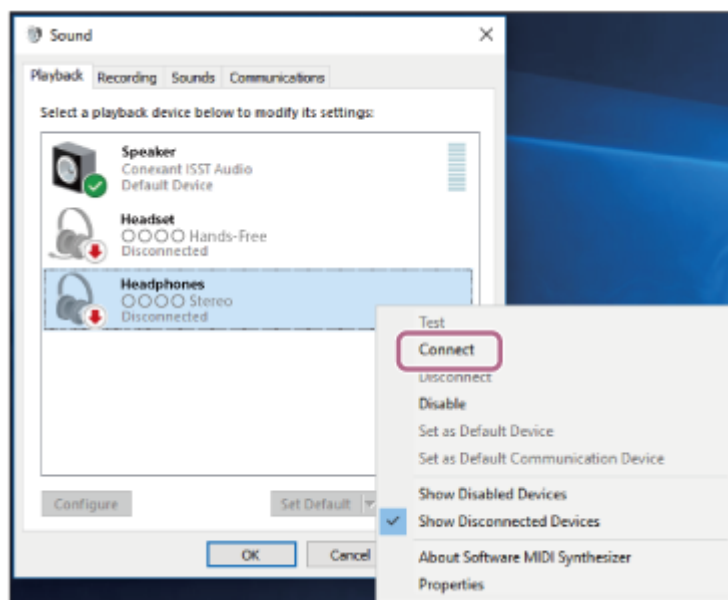 Sound
Playback Recording Sounds Communications
Select a playback device below to modify its settings:
Speaker
Conexant ISST Audio
Default Device
Headset
○○○○ Hands-Free
Disconnected
Headphones
○○○○ Stereo
Disconnected
Test
Connect
Disconnect
Disable
Set as Default Device
Set as Default Communication Device
Show Disabled Devices
Show Disconnected Devices
About Software MIDI Synthesizer
Properties
Configure Set Default
OK Cancel